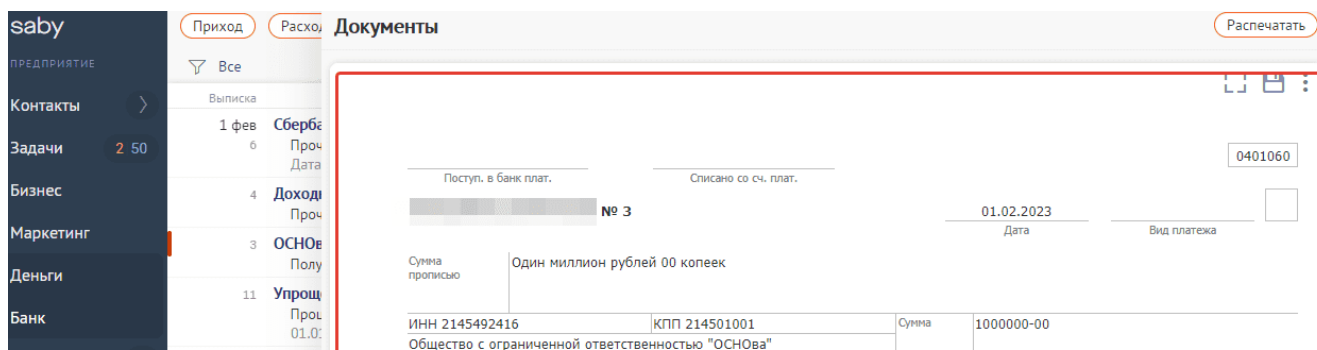 saby
Приход
Расхо
Документы
Распечатать
ПРЕДПРИЯТИЕ
Все
Контакты
Выписка
1 фев Сберба
Задачи 2 50
6 Проч
Дата
0401060
Поступ. в банк плат.
Списано со сч. плат.
Бизнес
4 Доходы
Проч
№ 3
01.02.2023
Дата
Вид платежа
Маркетинг
3 ОСНОв
Полу
Сумма
прописью
Один миллион рублей 00 копеек
Деньги
11 Упрощ
Проц
01.01
Банк
ИНН 2145492416
КПП 214501001
Сумма
1000000-00
Общество с ограниченной ответственностью "ОСНОва"